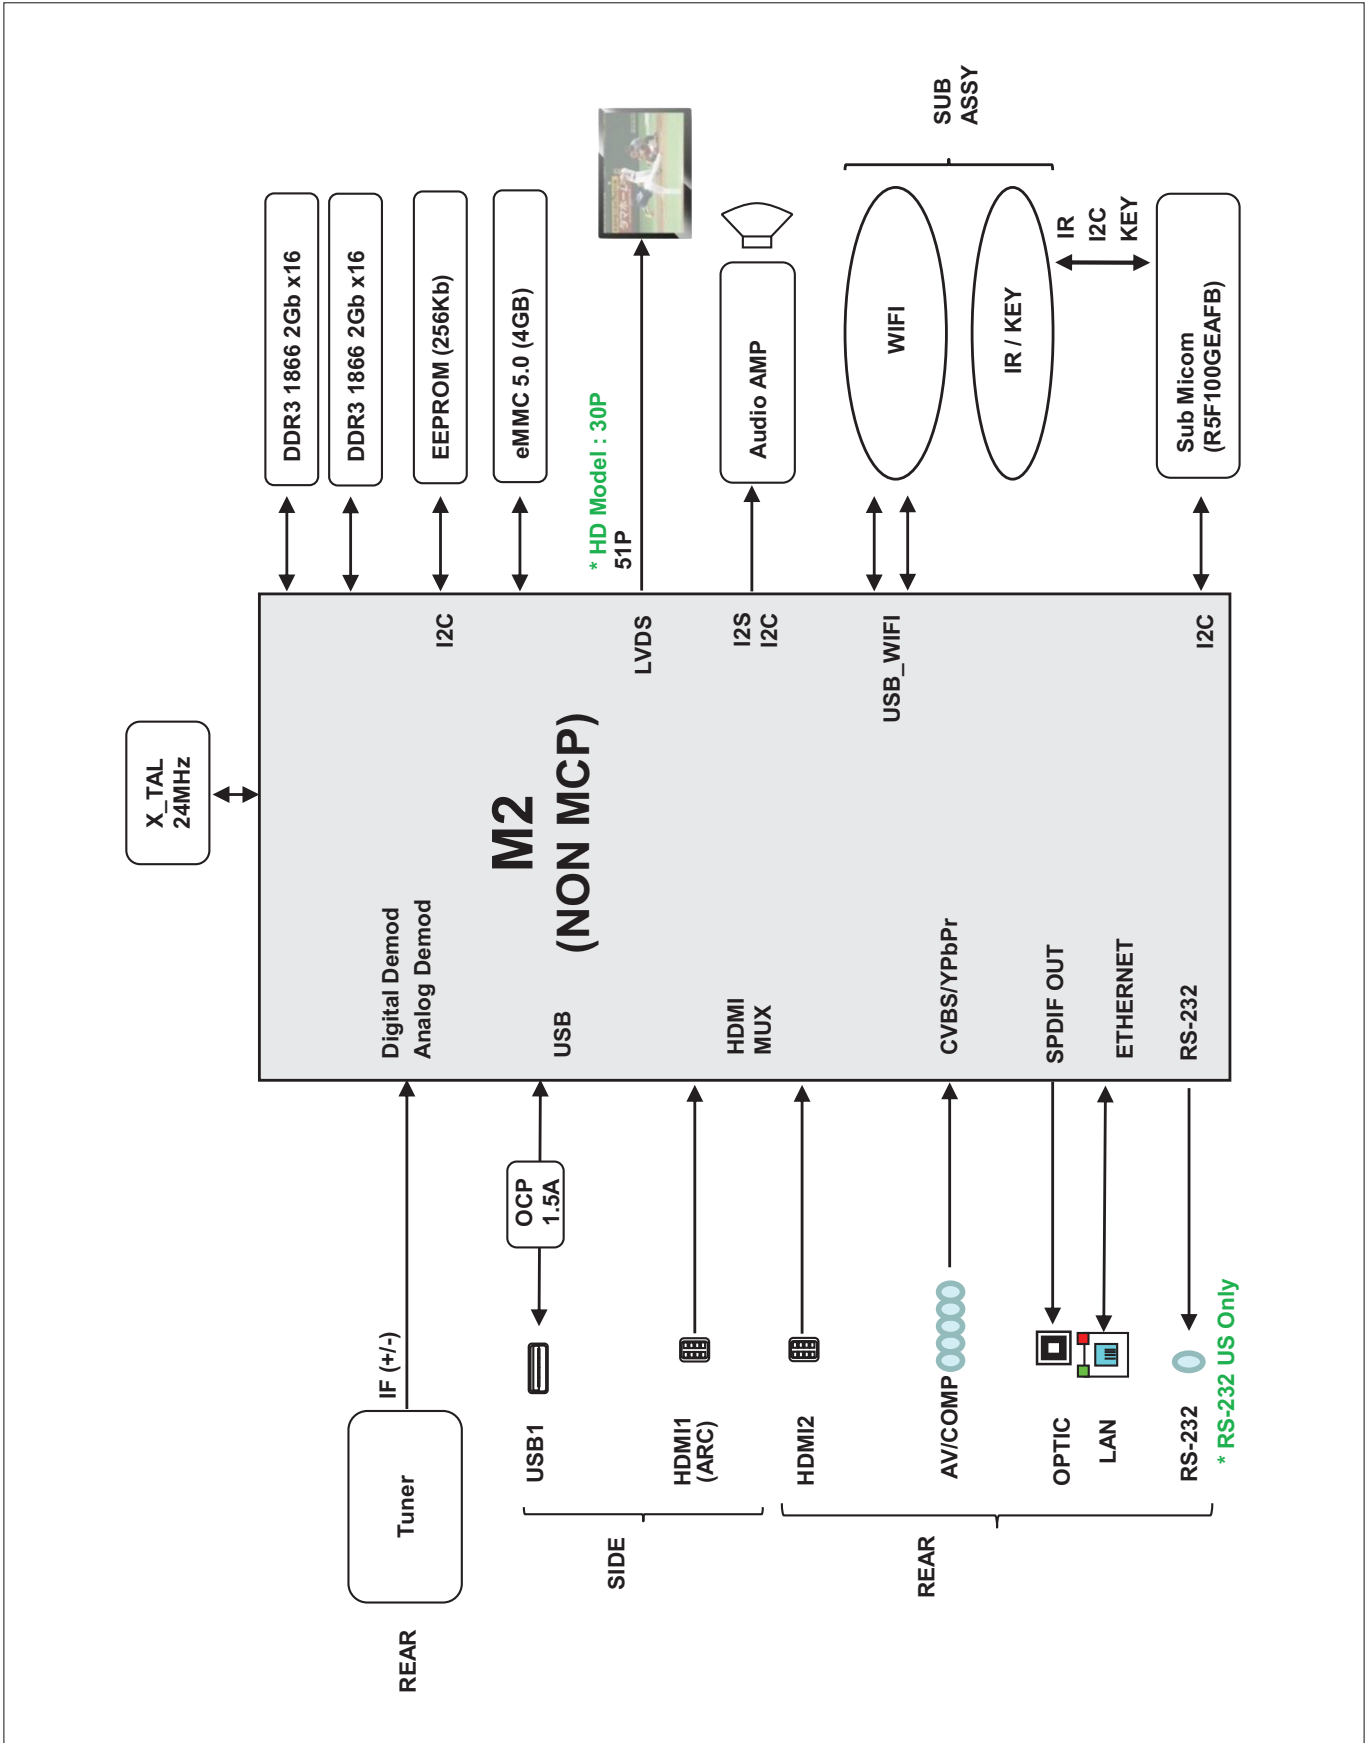 X_TAL
24MHz
REAR
Tuner
IF (+/-)
Digital Demod
Analog Demod
DDR3 1866 2Gb x16
DDR3 1866 2Gb x16
I2C
EEPROM (256Kb)
eMMC 5.0 (4GB)
M2
(NON MCP)
SIDE
USB1
OCP
1.5A
USB
LVDS
* HD Model : 30P
51P
HDMI1
(ARC)
HDMI
MUX
I2S
I2C
Audio AMP
REAR
HDMI2
USB_WIFI
WIFI
SUB
ASSY
AV/COMP
CVBS/YPbPr
IR / KEY
OPTIC
SPDIF OUT
IR
I2C
KEY
LAN
ETHERNET
RS-232
RS-232
* RS-232 US Only
I2C
Sub Micom
(R5F100GEAFB)